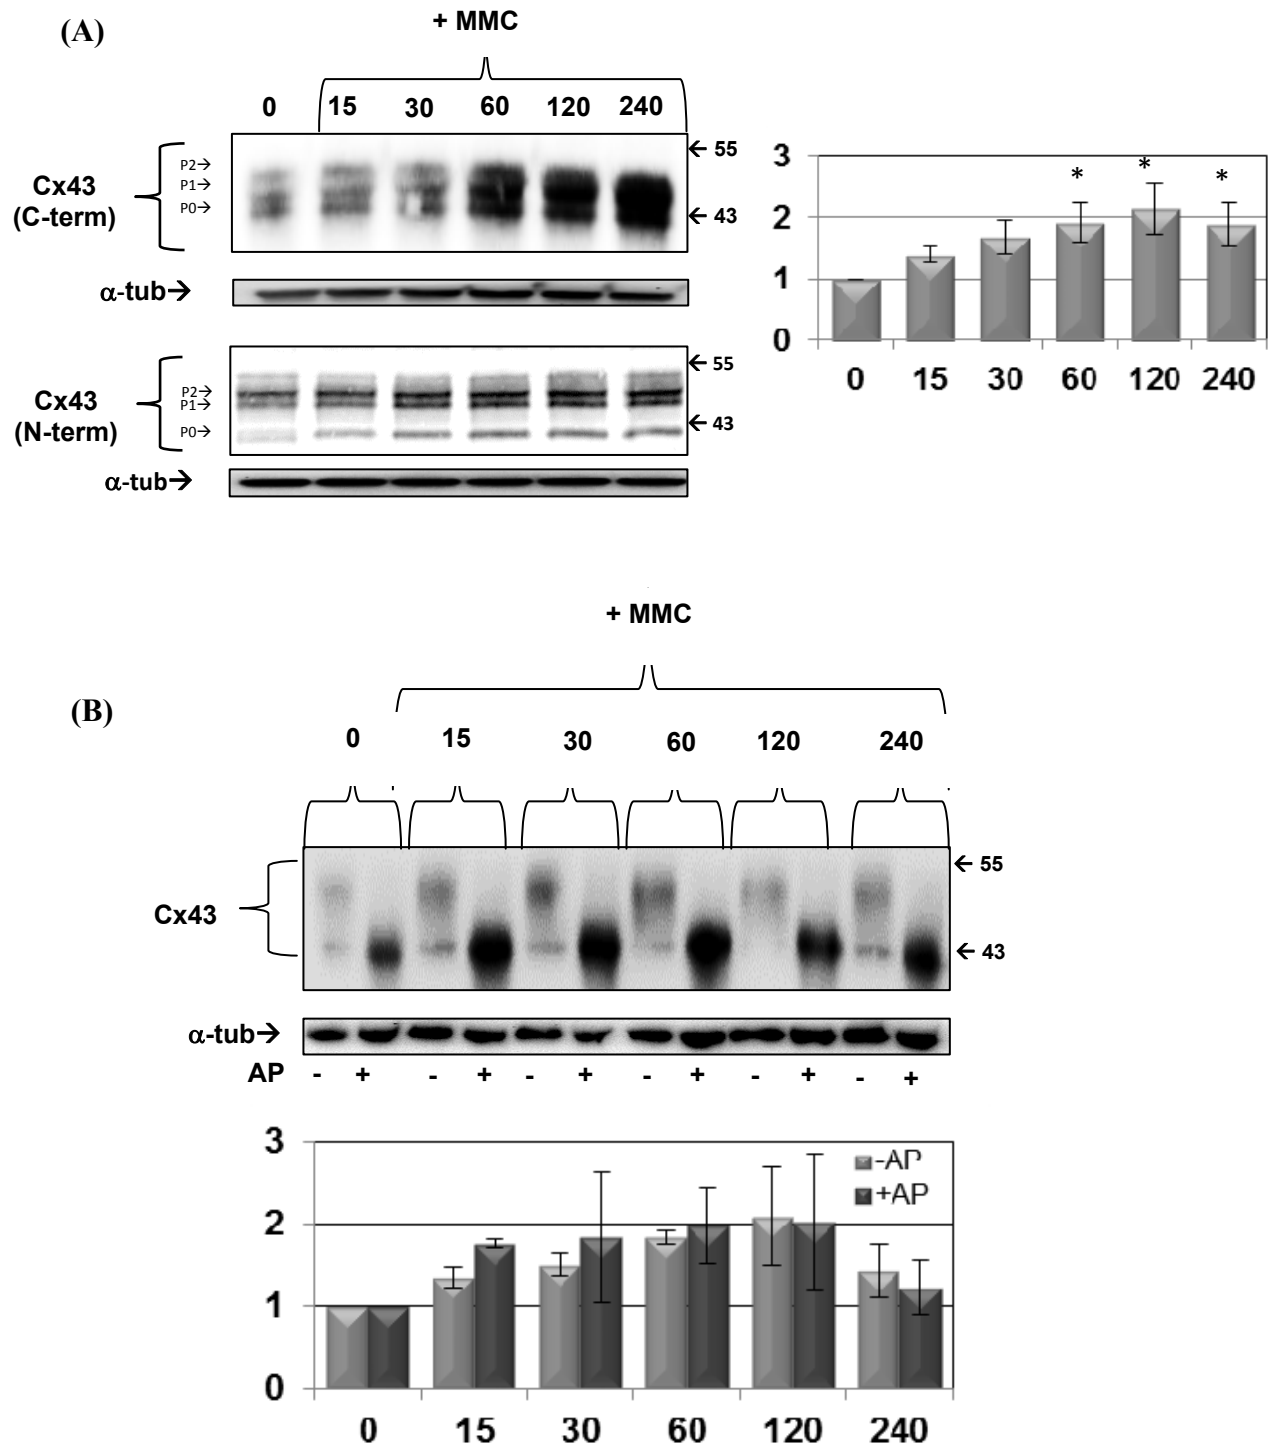 (A)
+ MMC
0 15 30 60 120 240
Cx43
(C-term)
P2→
P1→
P0→
← 55
← 43
α-tub→
3
2
1
0
* * *
0 15 30 60 120 240
Cx43
(N-term)
P2→
P1→
P0→
← 55
← 43
α-tub→
+ MMC
(B)
0 15 30 60 120 240
Cx43
← 55
← 43
α-tub→
AP - + - + - + - + - + - +
3
2
1
0
-AP
+AP
0 15 30 60 120 240